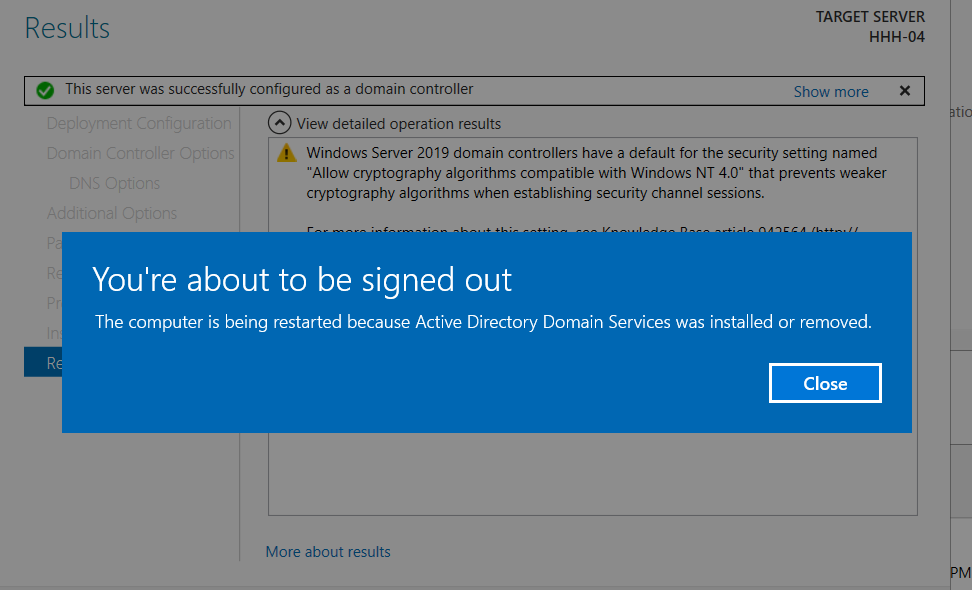 Results
TARGET SERVER
HHH-04
This server was successfully configured as a domain controller
Show more
Deployment Configuration
Domain Controller Options
DNS Options
Additional Options
Pa
Re
Pr
Ins
Re
View detailed operation results
Windows Server 2019 domain controllers have a default for the security setting named
"Allow cryptography algorithms compatible with Windows NT 4.0" that prevents weaker
cryptography algorithms when establishing security channel sessions.
For more information about this setting, see Knowledge Base article 942564 (http://
You're about to be signed out
The computer is being restarted because Active Directory Domain Services was installed or removed.
Close
More about results
atio
PM